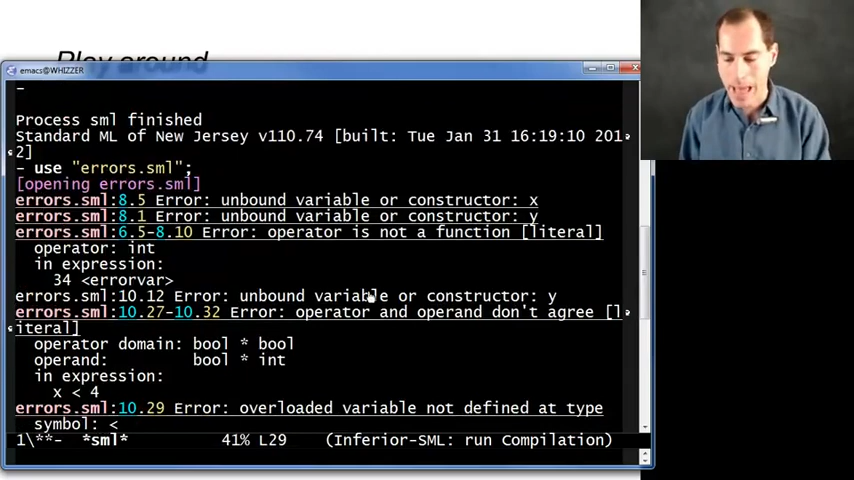 Play around
emacs@WHIZZER
-
Process sml finished
Standard ML of New Jersey v110.74 [built: Tue Jan 31 16:19:10 201
2]
- use "errors.sml";
[opening errors.sml]
errors.sml:8.5 Error: unbound variable or constructor: x
errors.sml:8.1 Error: unbound variable or constructor: y
errors.sml:6.5-8.10 Error: operator is not a function [literal]
operator: int
in expression:
34 <errorvar>
errors.sml:10.12 Error: unbound variable or constructor: y
errors.sml:10.27-10.32 Error: operator and operand don't agree [l
iteral]
operator domain: bool * bool
operand: bool * int
in expression:
x < 4
errors.sml:10.29 Error: overloaded variable not defined at type
symbol: <
1\**- *sml* 41% L29 (Inferior-SML: run Compilation)